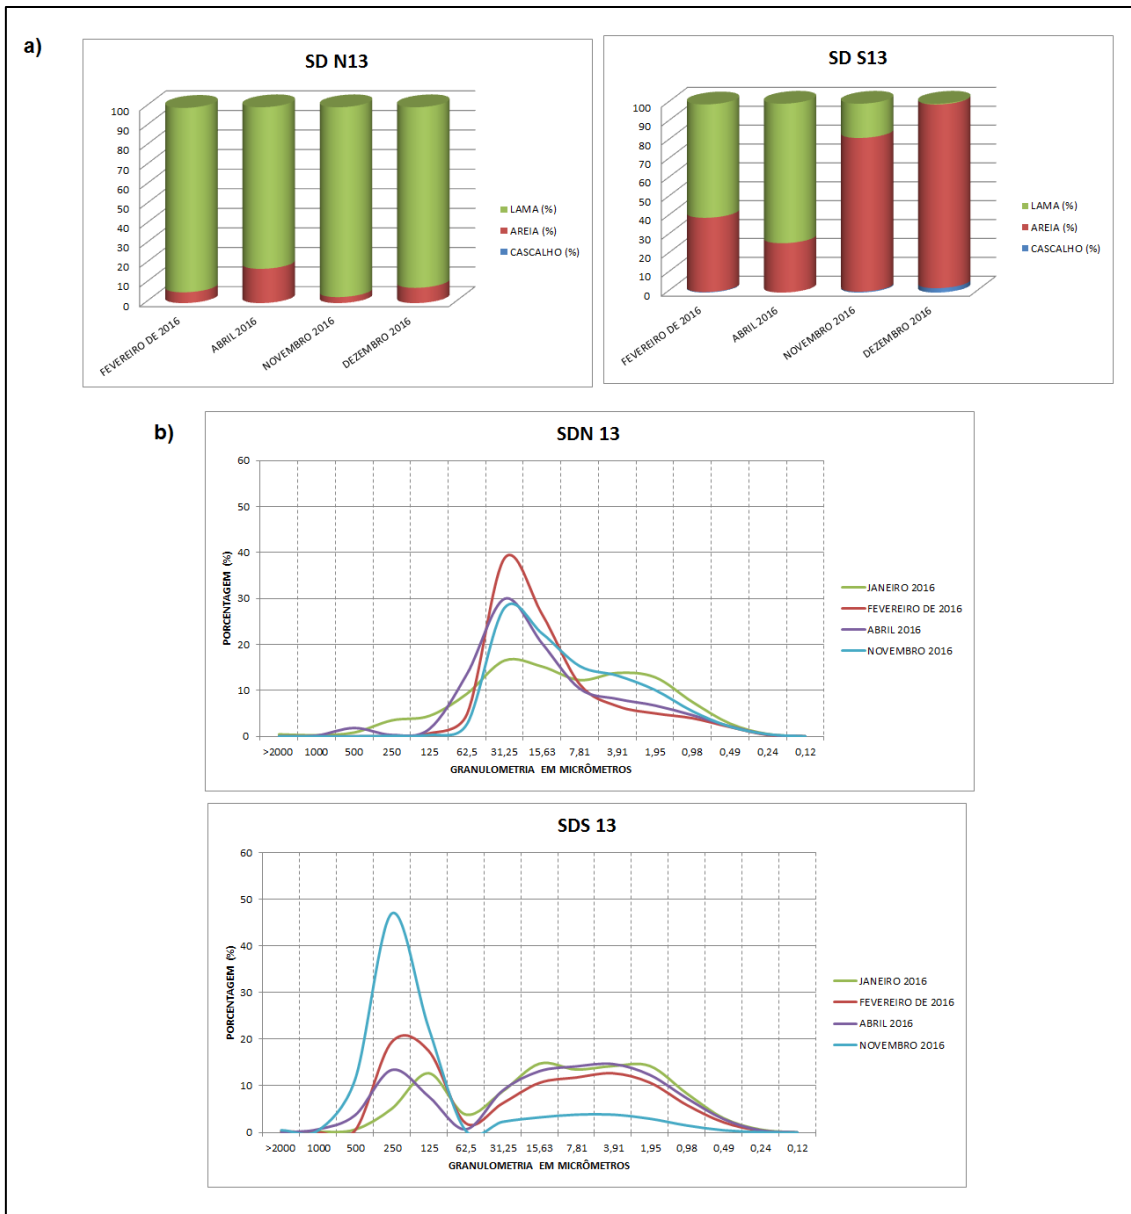 a)
SD N13
100
90
80
70
60
50
40
30
20
10
0
FEVEREIRO DE 2016
ABRIL 2016
NOVEMBRO 2016
DEZEMBRO 2016
LAMA (%)
AREIA (%)
CASCALHO (%)
SD S13
100
90
80
70
60
50
40
30
20
10
0
FEVEREIRO DE 2016
ABRIL 2016
NOVEMBRO 2016
DEZEMBRO 2016
LAMA (%)
AREIA (%)
CASCALHO (%)
b)
SDN 13
PORCENTAGEM (%)
60
50
40
30
20
10
0
>2000 1000 500 250 125 62,5 31,25 15,63 7,81 3,91 1,95 0,98 0,49 0,24 0,12
GRANULOMETRIA EM MICRÔMETROS
JANEIRO 2016
FEVEREIRO DE 2016
ABRIL 2016
NOVEMBRO 2016
SDS 13
PORCENTAGEM (%)
60
50
40
30
20
10
0
>2000 1000 500 250 125 62,5 31,25 15,63 7,81 3,91 1,95 0,98 0,49 0,24 0,12
GRANULOMETRIA EM MICRÔMETROS
JANEIRO 2016
FEVEREIRO DE 2016
ABRIL 2016
NOVEMBRO 2016